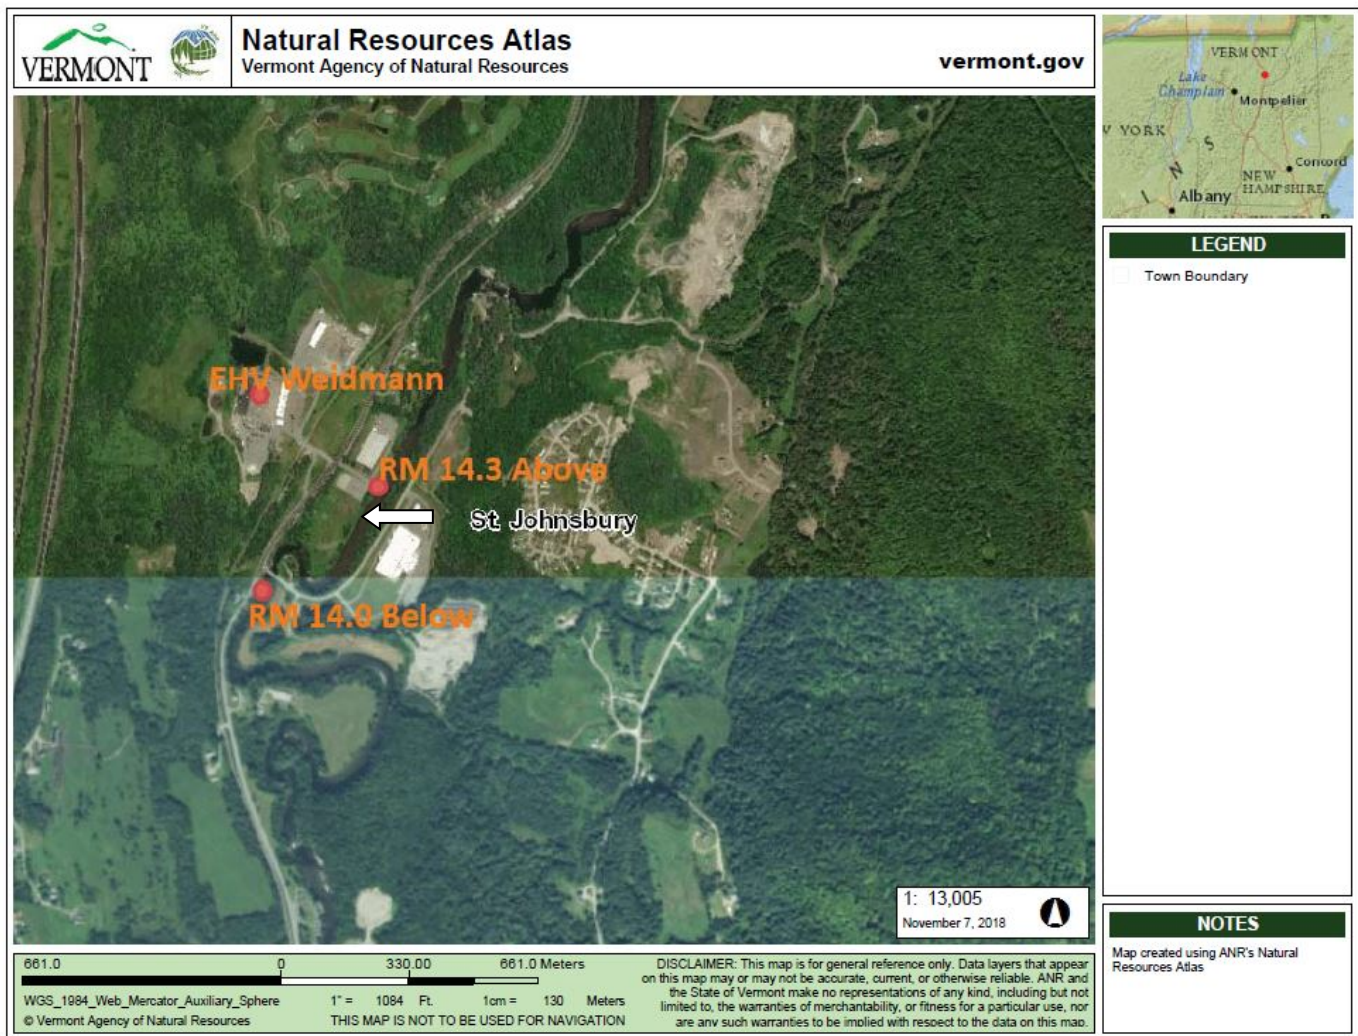 VERMONT
Natural Resources Atlas
Vermont Agency of Natural Resources
vermont.gov
VERMONT
Lake
Champlain
Montpelier
W YORK
N S
I
Concord
NEW
HAMPSHIRE
Albany
LEGEND
Town Boundary
EHV Weidmann
RM 14.3 Above
St. Johnsbury
RM 14.0 Below
1: 13,005
November 7, 2018
NOTES
Map created using ANR's Natural
Resources Atlas
661.0 0 330.00 661.0 Meters
WGS_1984_Web_Mercator_Auxiliary_Sphere 1" = 1084 Ft. 1cm = 130 Meters
© Vermont Agency of Natural Resources THIS MAP IS NOT TO BE USED FOR NAVIGATION
DISCLAIMER: This map is for general reference only. Data layers that appear
on this map may or may not be accurate, current, or otherwise reliable. ANR and
the State of Vermont make no representations of any kind, including but not
limited to, the warranties of merchantability, or fitness for a particular use, nor
are any such warranties to be implied with respect to the data on this map.